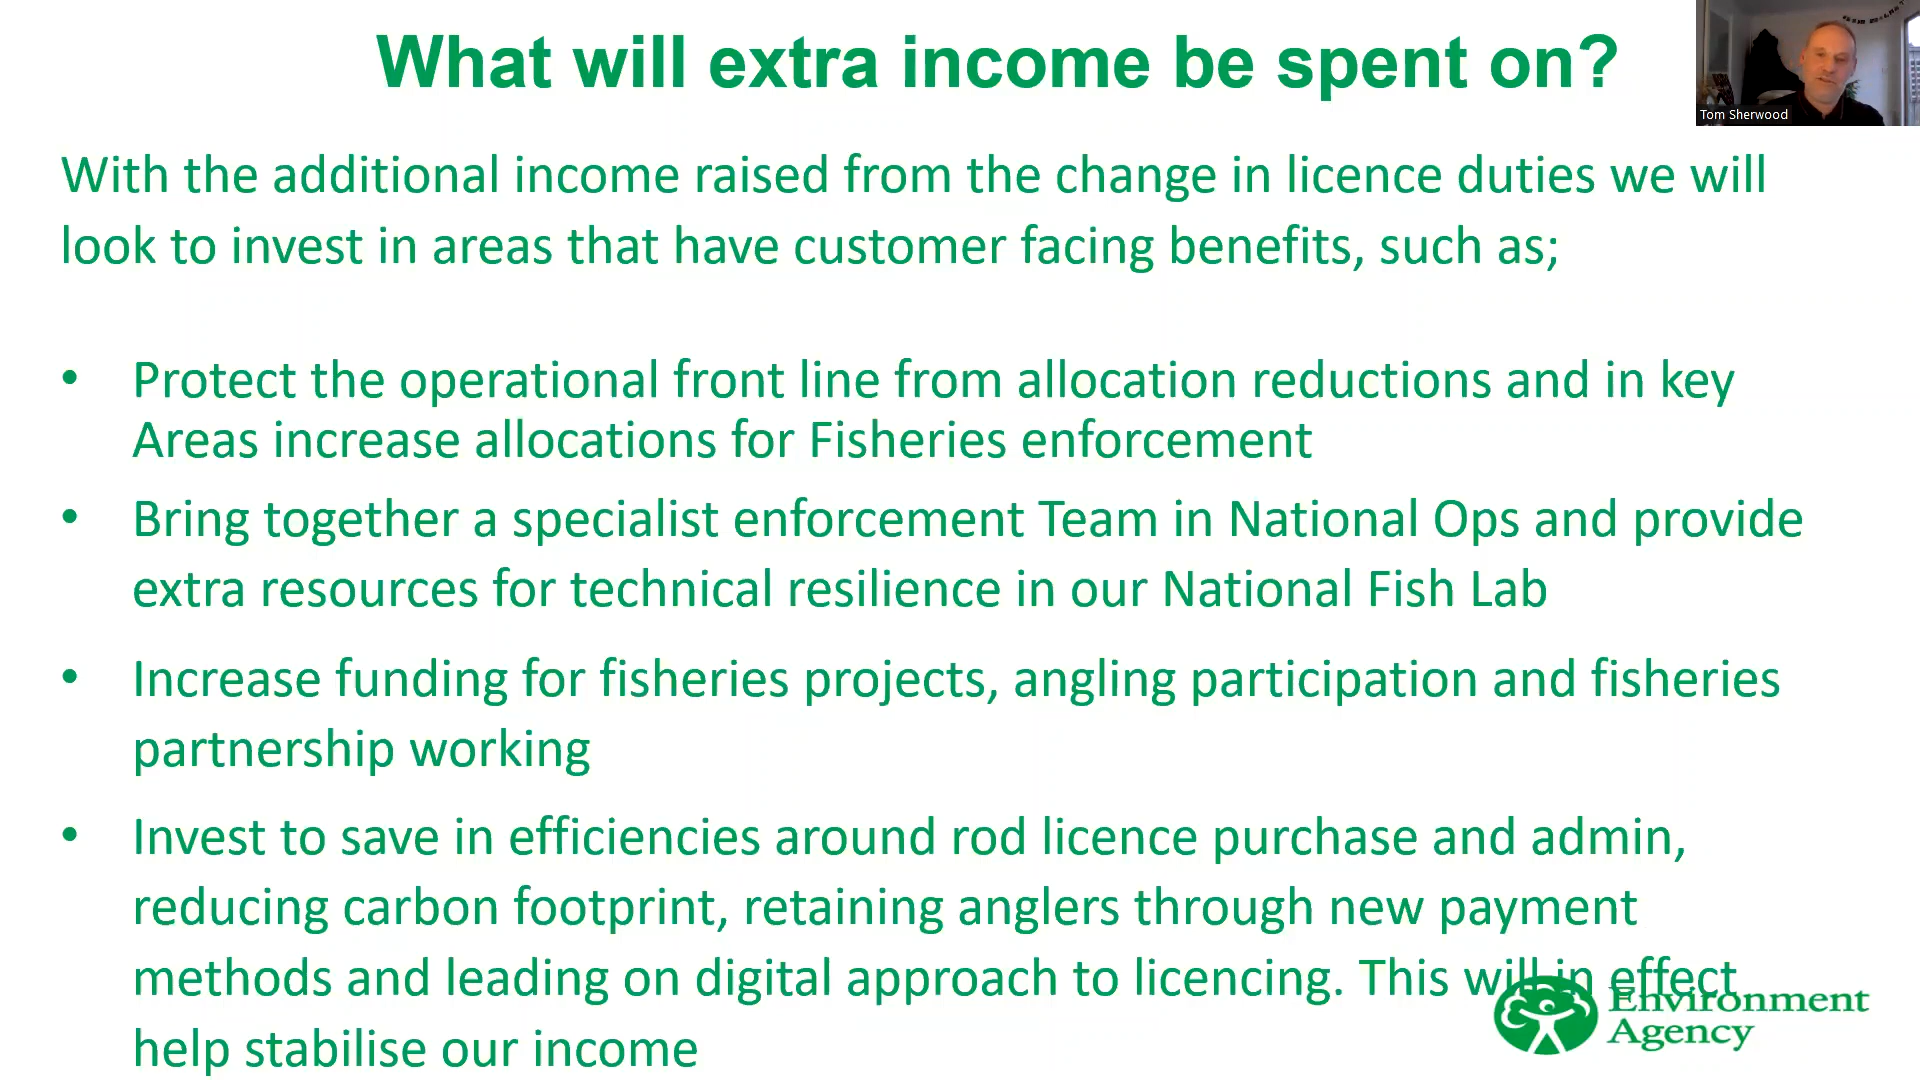 What will extra income be spent on?
Tom Sherwood
With the additional income raised from the change in licence duties we will
look to invest in areas that have customer facing benefits, such as;
• Protect the operational front line from allocation reductions and in key
Areas increase allocations for Fisheries enforcement
• Bring together a specialist enforcement Team in National Ops and provide
extra resources for technical resilience in our National Fish Lab
• Increase funding for fisheries projects, angling participation and fisheries
partnership working
• Invest to save in efficiencies around rod licence purchase and admin,
reducing carbon footprint, retaining anglers through new payment
methods and leading on digital approach to licencing. This will in effect
help stabilise our income
Environment
Agency